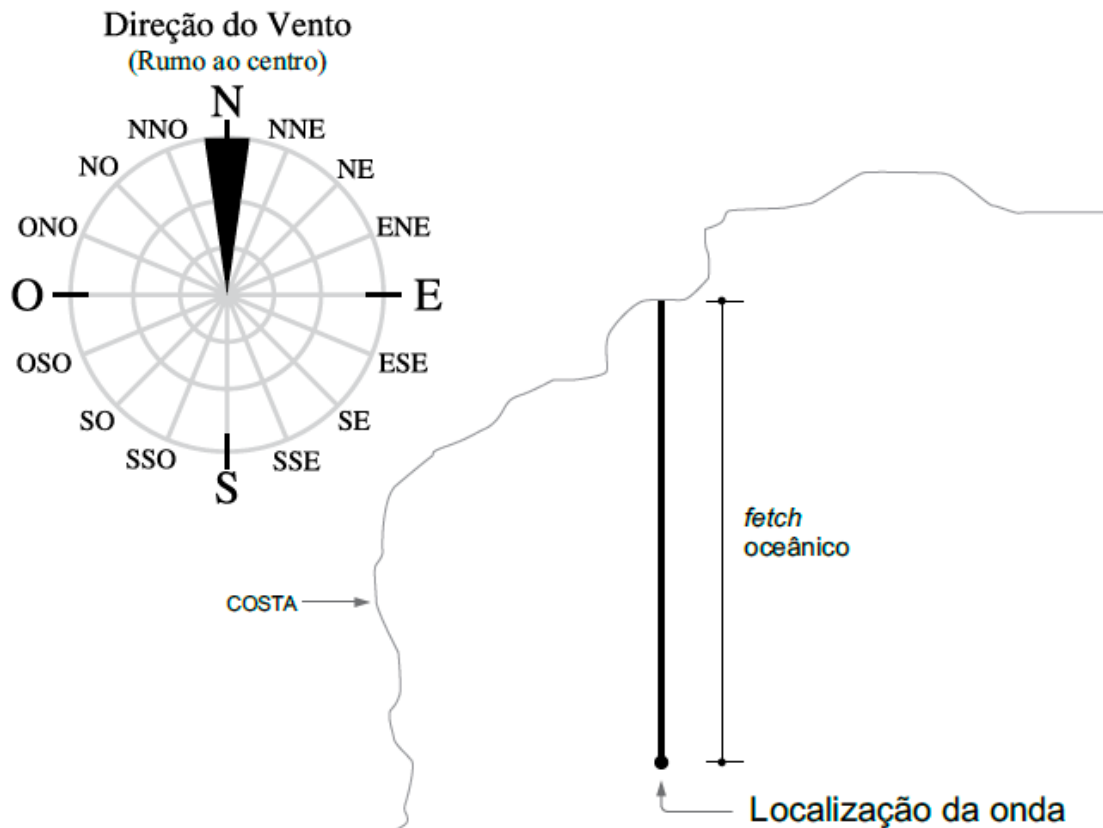 Direção do Vento
(Rumo ao centro)
N
NNO
NNE
NO
NE
ONO
ENE
O
E
OSO
ESE
SO
SE
SSO
SSE
S
fetch
oceânico
COSTA
Localização da onda